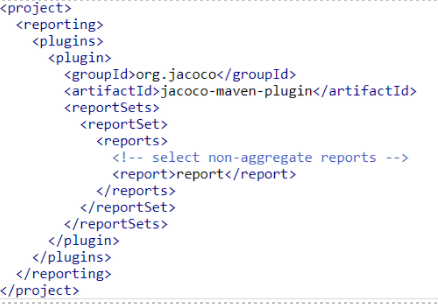 <project>
  <reporting>
    <plugins>
      <plugin>
        <groupId>org.jacoco</groupId>
        <artifactId>jacoco-maven-plugin</artifactId>
        <reportSets>
          <reportSet>
            <reports>
              <!-- select non-aggregate reports -->
              <report>report</report>
            </reports>
          </reportSet>
        </reportSets>
      </plugin>
    </plugins>
  </reporting>
</project>